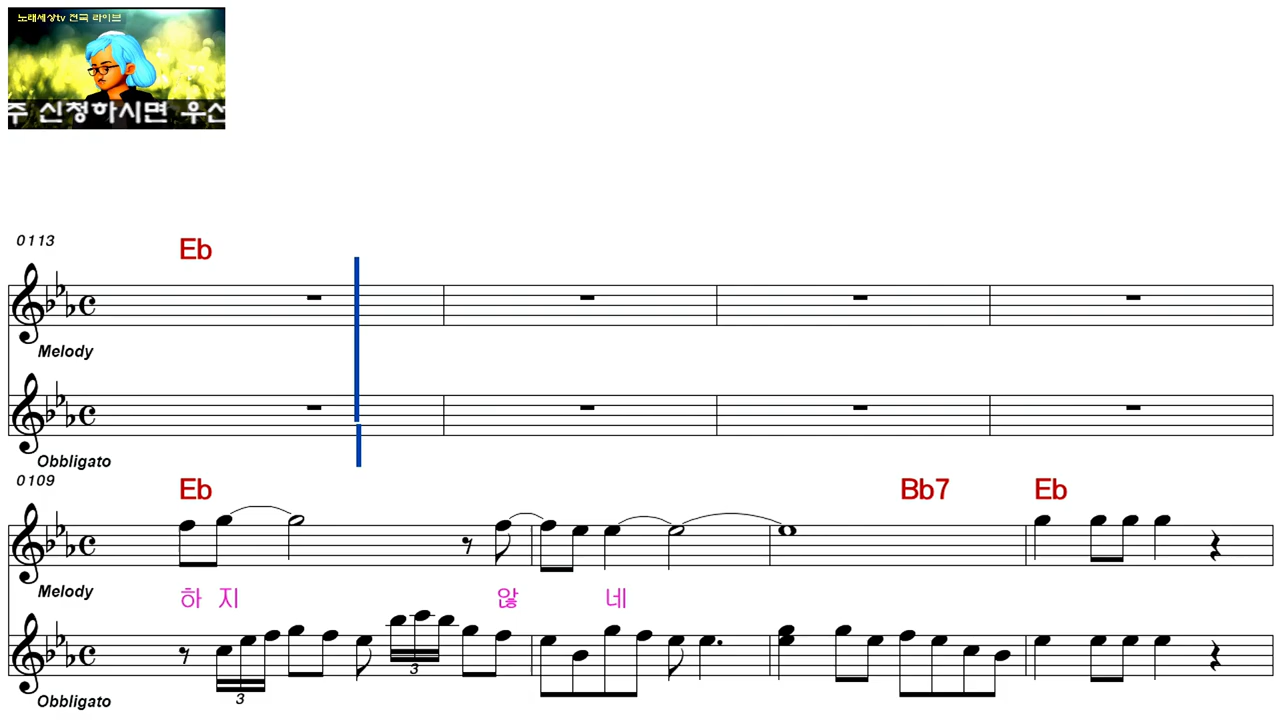 노래세상tv 전국 라이브
주 신청하시면 우선
0113
Eb
Melody
Obbligato
0109
Eb Bb7 Eb
Melody
하 지 않 네
3 3
Obbligato